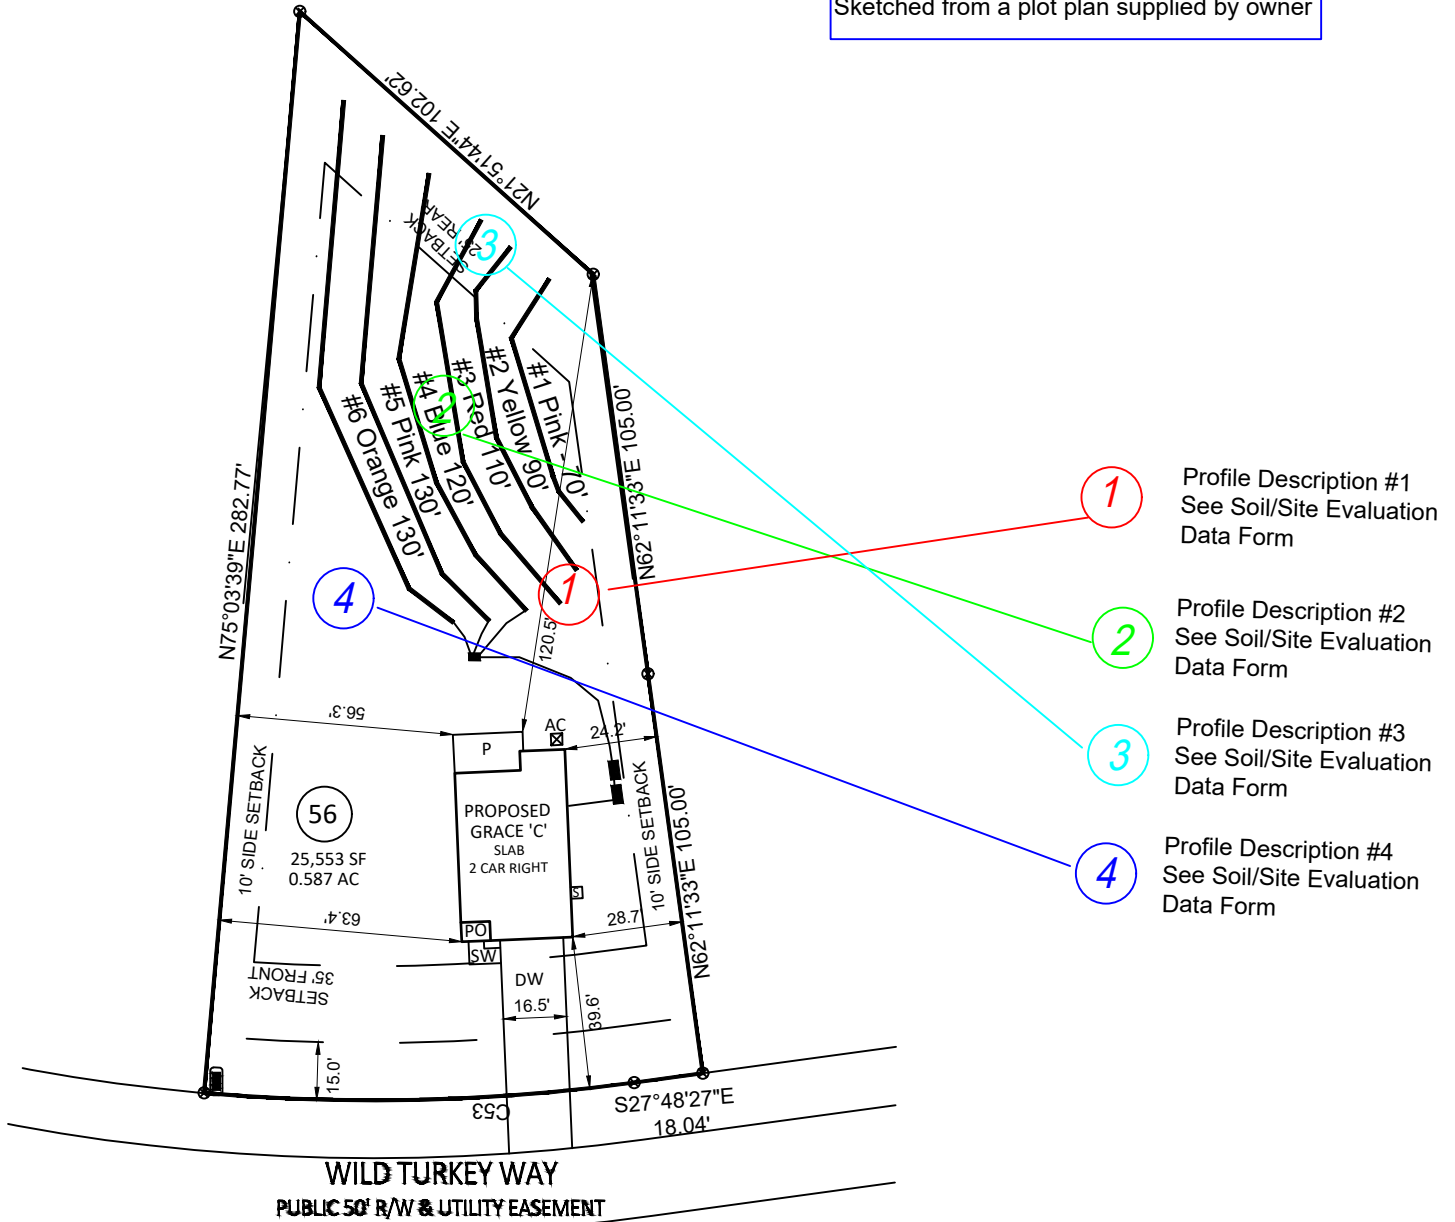 Sketched from a plot plan supplied by owner
N21°51'44"E 102.62'
25' REAR
SETBACK
3
#1 Pink - 70'
#2 Yellow 90'
#3 Red 110'
#4 Blue 120'
#5 Pink 130'
#6 Orange 130'
2
N75°03'39"E 282.77'
N62°11'33"E 105.00'
1
Profile Description #1
See Soil/Site Evaluation
Data Form
4
1
120.5'
2
Profile Description #2
See Soil/Site Evaluation
Data Form
56.3'
AC
24.2'
P
3
Profile Description #3
See Soil/Site Evaluation
Data Form
10' SIDE SETBACK
56
25,553 SF
0.587 AC
PROPOSED
GRACE 'C'
SLAB
2 CAR RIGHT
10' SIDE SETBACK
N62°11'33"E 105.00'
4
Profile Description #4
See Soil/Site Evaluation
Data Form
S
63.4'
28.7
PO
SW
35' FRONT
SETBACK
DW
16.5'
39.6'
15.0'
C53
S27°48'27"E
18.04'
WILD TURKEY WAY
PUBLIC 50' R/W & UTILITY EASEMENT